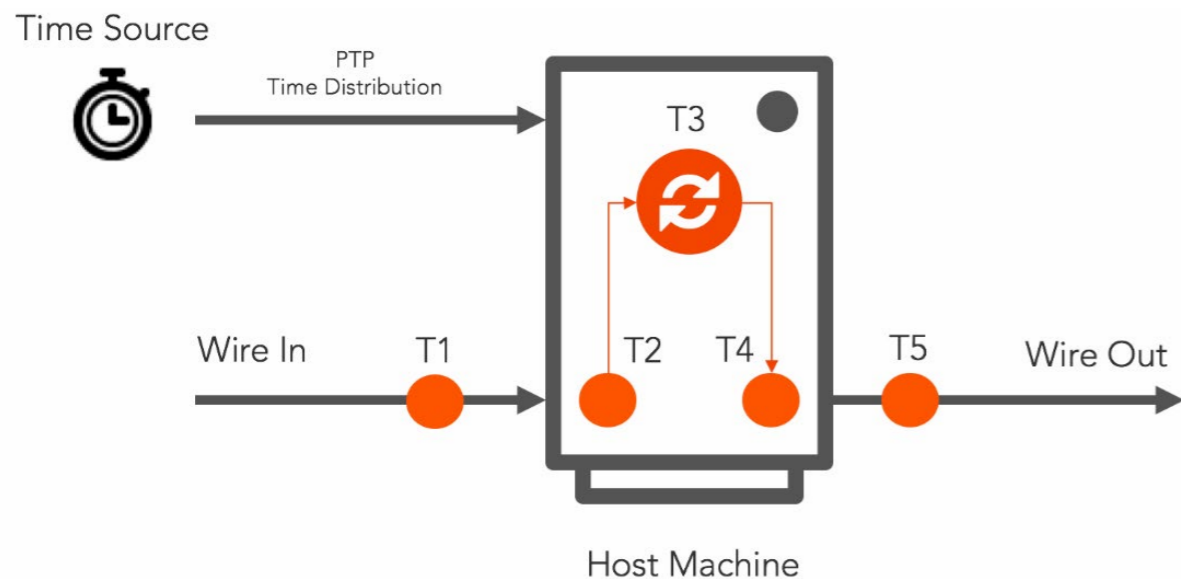 Time Source
PTP
Time Distribution
T3
Wire In
T1
T2
T4
T5
Wire Out
Host Machine